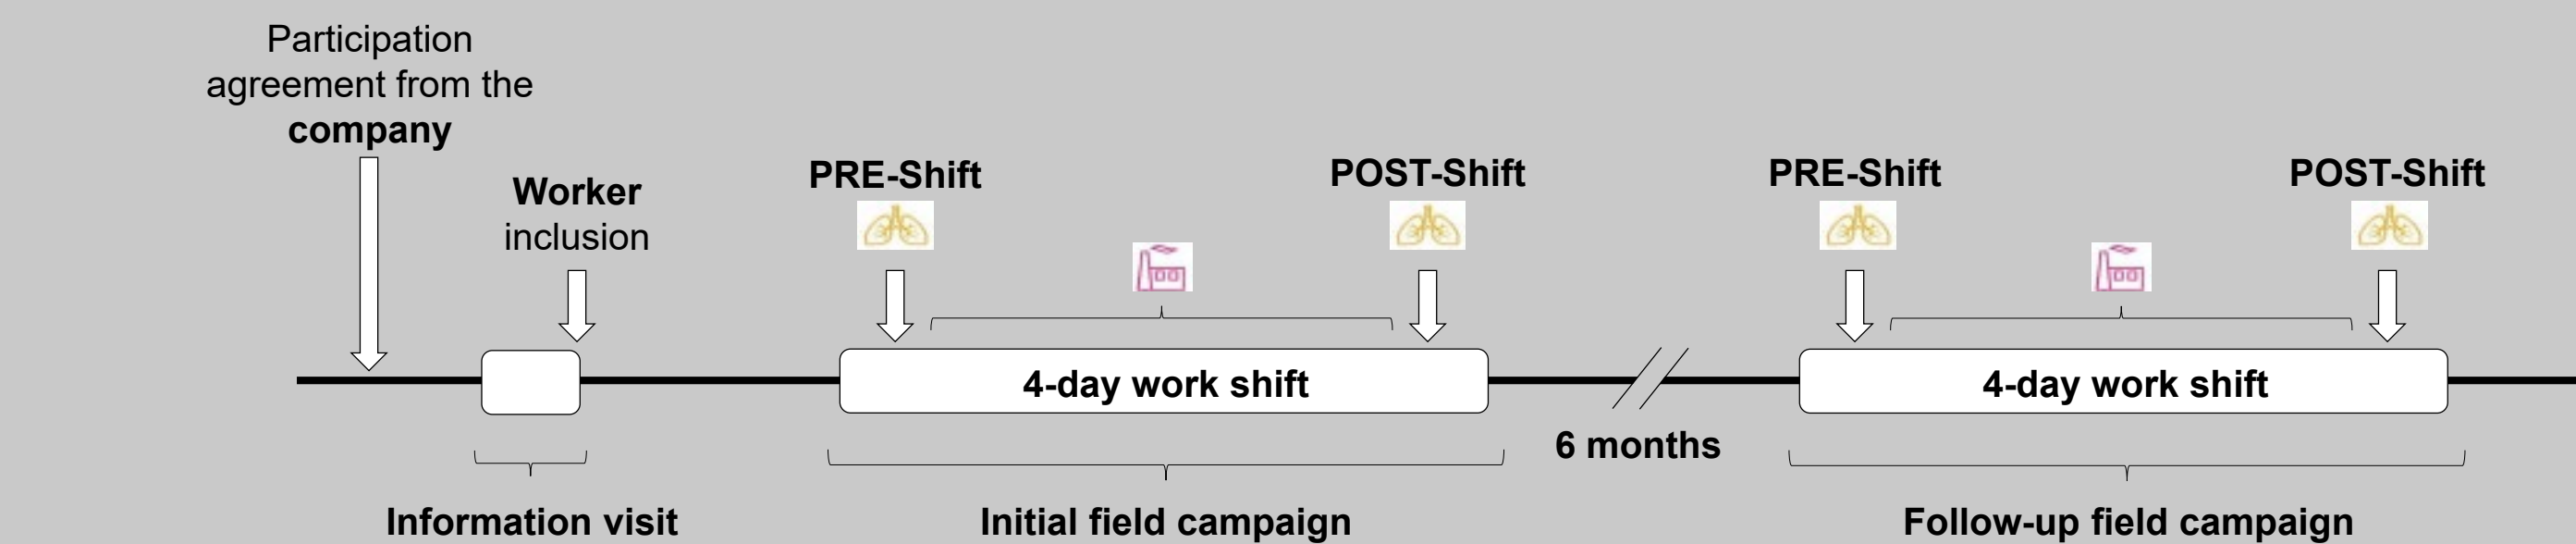 Participation
agreement from the
company
Worker
inclusion
PRE-Shift
POST-Shift
PRE-Shift
POST-Shift
4-day work shift
4-day work shift
6 months
Information visit
Initial field campaign
Follow-up field campaign